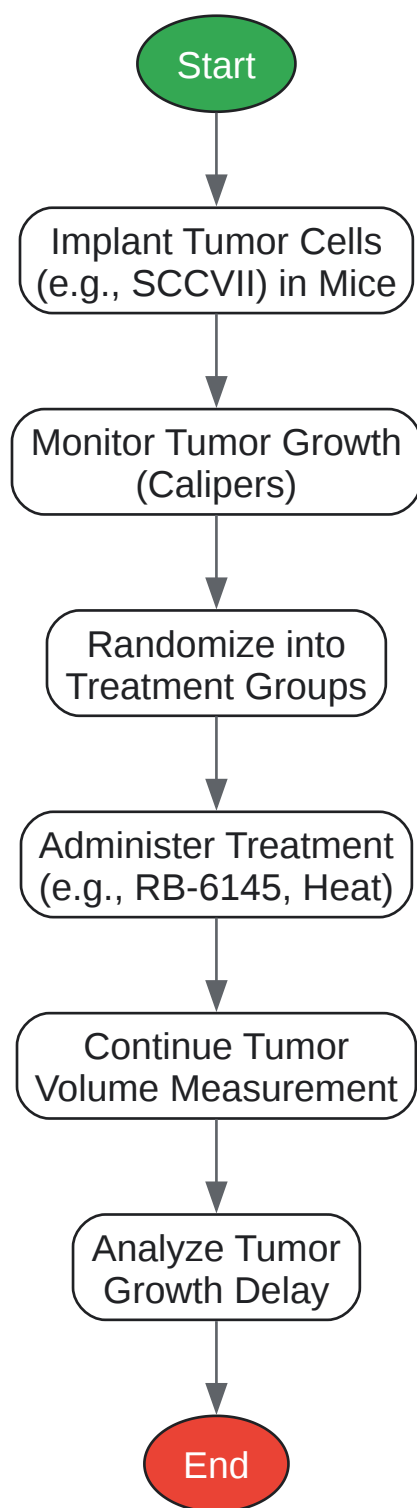 Start
Implant Tumor Cells
(e.g., SCCVII) in Mice
Monitor Tumor Growth
(Calipers)
Randomize into
Treatment Groups
Administer Treatment
(e.g., RB-6145, Heat)
Continue Tumor
Volume Measurement
Analyze Tumor
Growth Delay
End